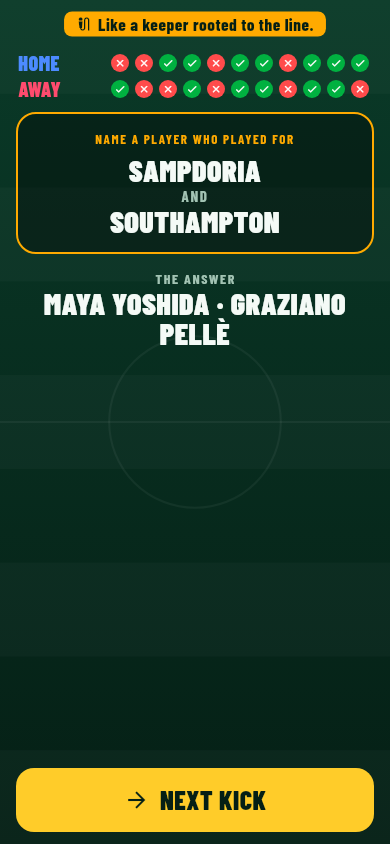 Like a keeper rooted to the line.
HOME
AWAY
NAME A PLAYER WHO PLAYED FOR
SAMPDORIA
AND
SOUTHAMPTON
THE ANSWER
MAYA YOSHIDA · GRAZIANO
PELLÈ
NEXT KICK